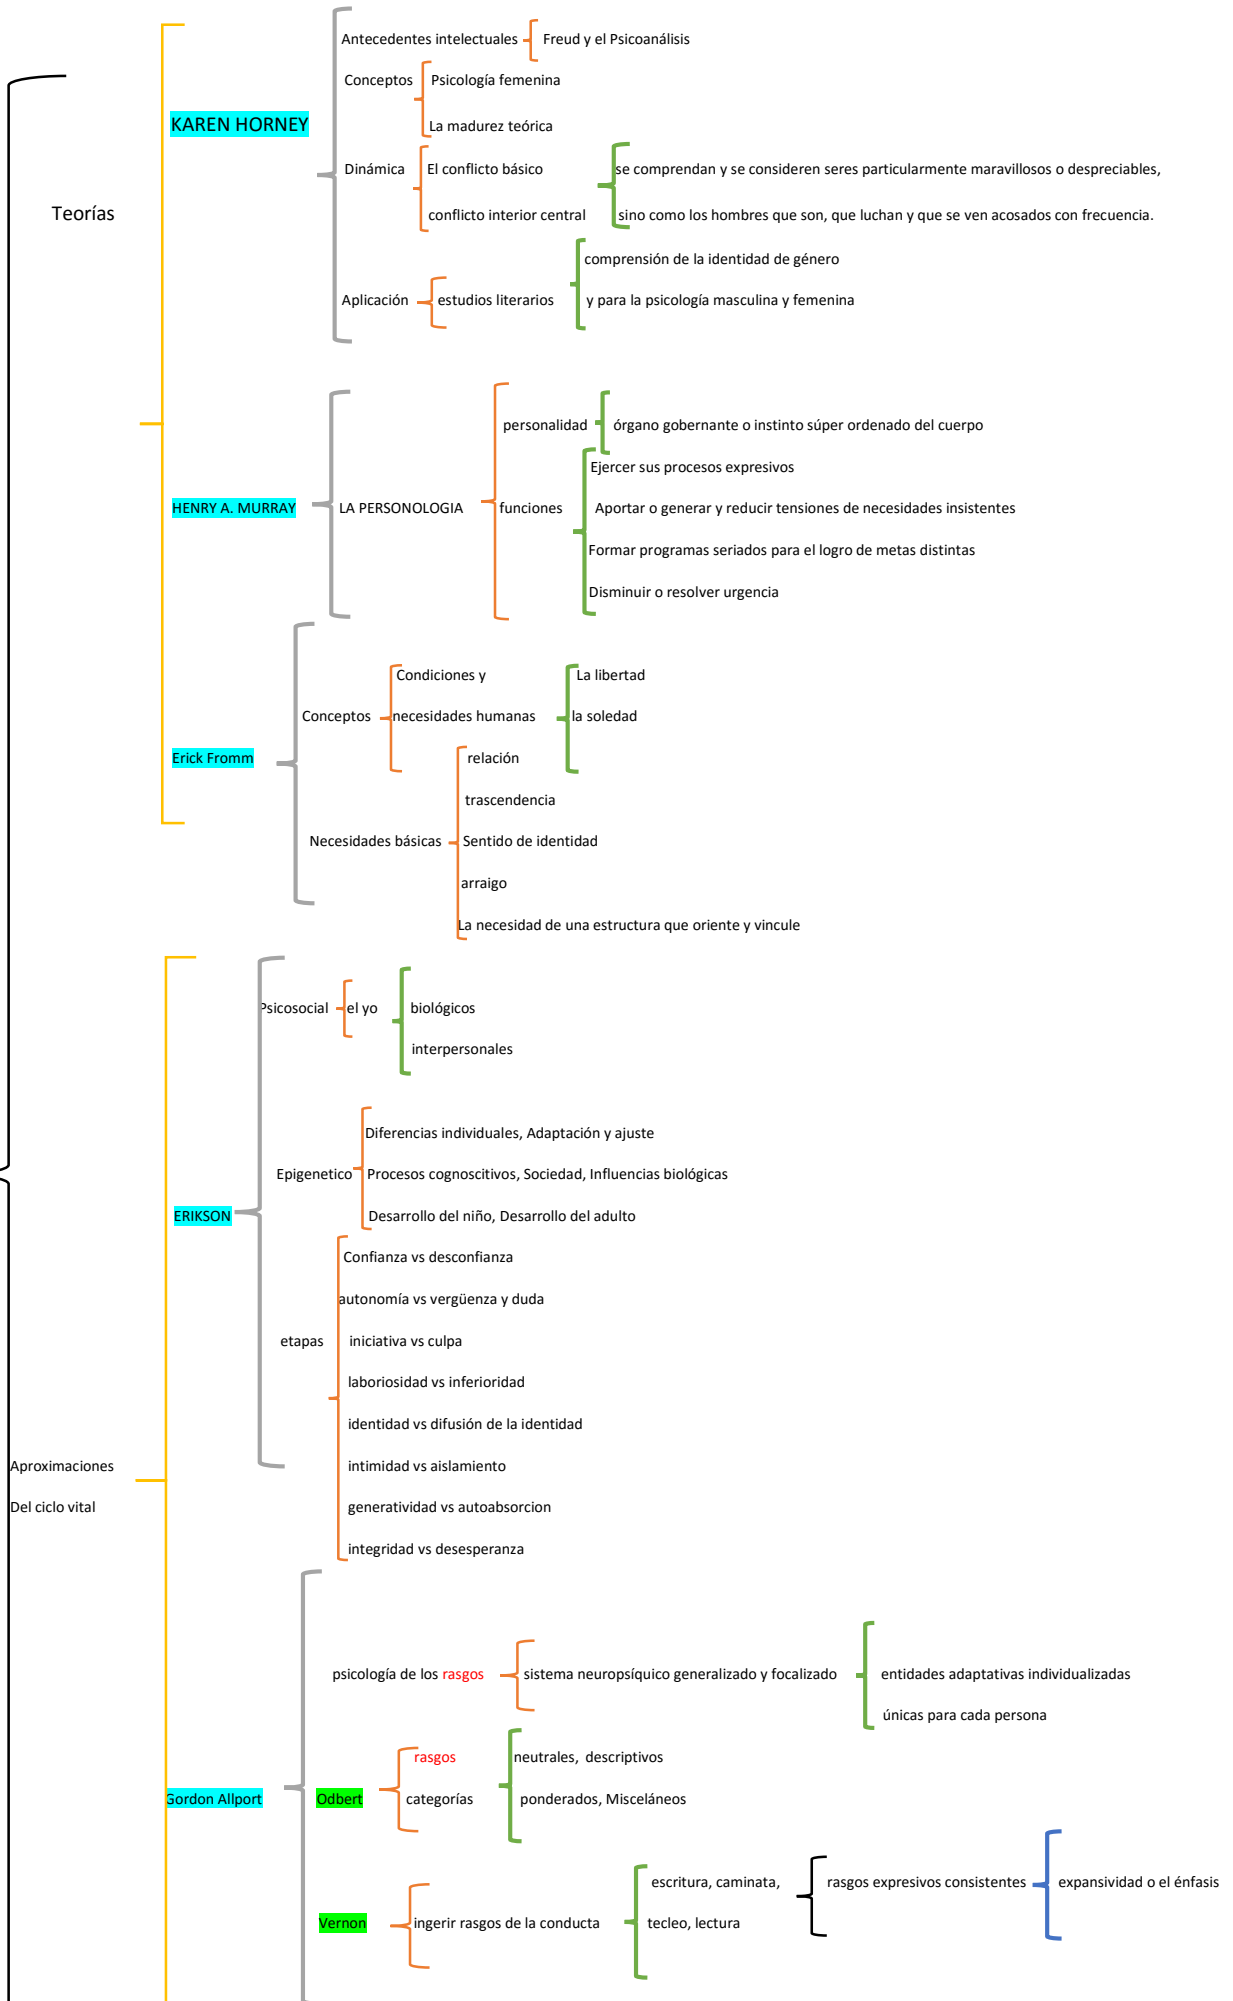 Antecedentes intelectuales Freud y el Psicoanálisis
Conceptos Psicología femenina
KAREN HORNEY
La madurez teórica
Dinámica El conflicto básico se comprendan y se consideren seres particularmente maravillosos o despreciables,
Teorías
conflicto interior central sino como los hombres que son, que luchan y que se ven acosados con frecuencia.
comprensión de la identidad de género
Aplicación estudios literarios y para la psicología masculina y femenina
personalidad órgano gobernante o instinto súper ordenado del cuerpo
Ejercer sus procesos expresivos
HENRY A. MURRAY LA PERSONOLOGIA funciones Aportar o generar y reducir tensiones de necesidades insistentes
Formar programas seriados para el logro de metas distintas
Disminuir o resolver urgencia
Condiciones y La libertad
Conceptos necesidades humanas la soledad
Erick Fromm relación
trascendencia
Necesidades básicas Sentido de identidad
arraigo
La necesidad de una estructura que oriente y vincule
Psicosocial el yo biológicos
interpersonales
Diferencias individuales, Adaptación y ajuste
Epigenetico Procesos cognoscitivos, Sociedad, Influencias biológicas
ERIKSON Desarrollo del niño, Desarrollo del adulto
Confianza vs desconfianza
autonomía vs vergüenza y duda
etapas iniciativa vs culpa
laboriosidad vs inferioridad
identidad vs difusión de la identidad
Aproximaciones intimidad vs aislamiento
Del ciclo vital generatividad vs autoabsorcion
integridad vs desesperanza
psicología de los rasgos sistema neuropsíquico generalizado y focalizado entidades adaptativas individualizadas
únicas para cada persona
rasgos neutrales, descriptivos
Gordon Allport Odbert categorías ponderados, Misceláneos
escritura, caminata, rasgos expresivos consistentes expansividad o el énfasis
Vernon ingerir rasgos de la conducta tecleo, lectura